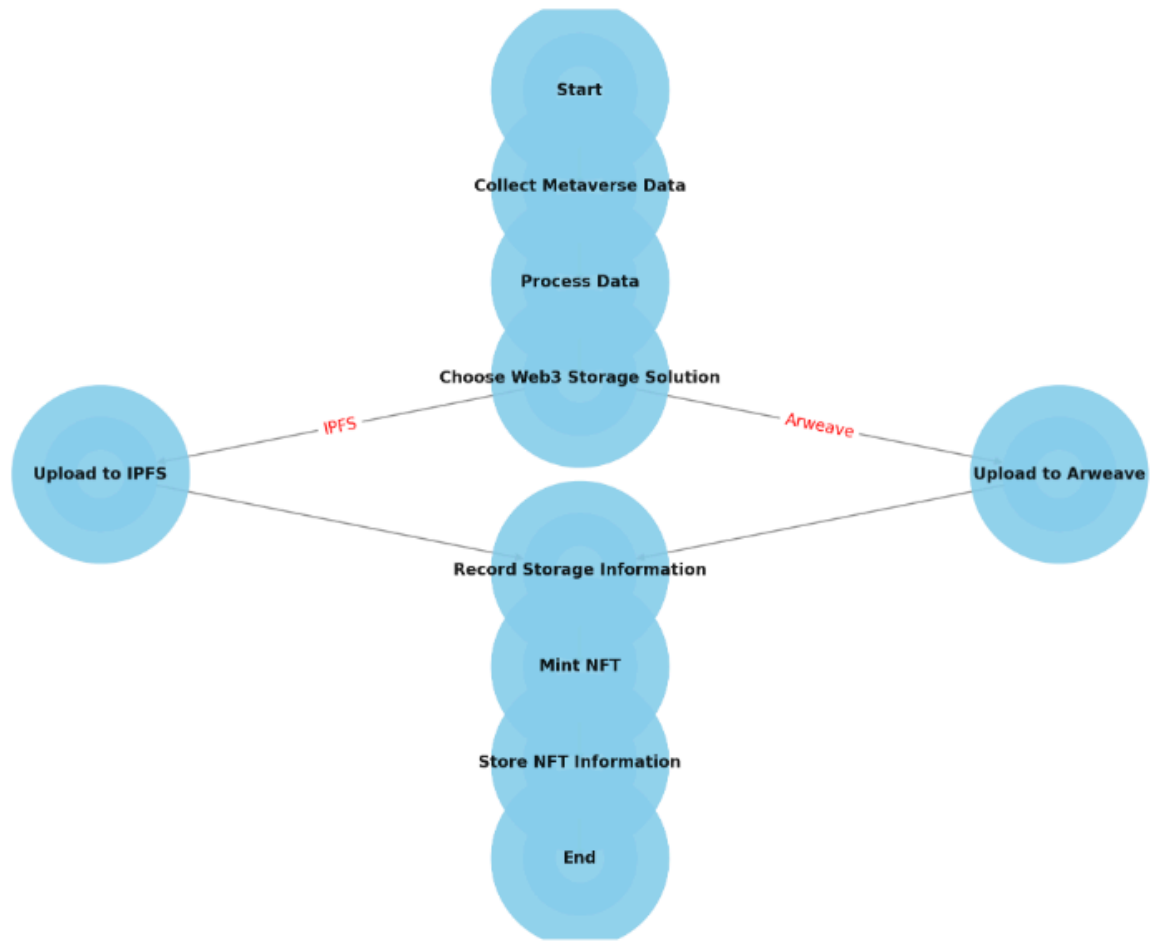 Start
Collect Metaverse Data
Process Data
Choose Web3 Storage Solution
IPFS
Arweave
Upload to IPFS
Upload to Arweave
Record Storage Information
Mint NFT
Store NFT Information
End